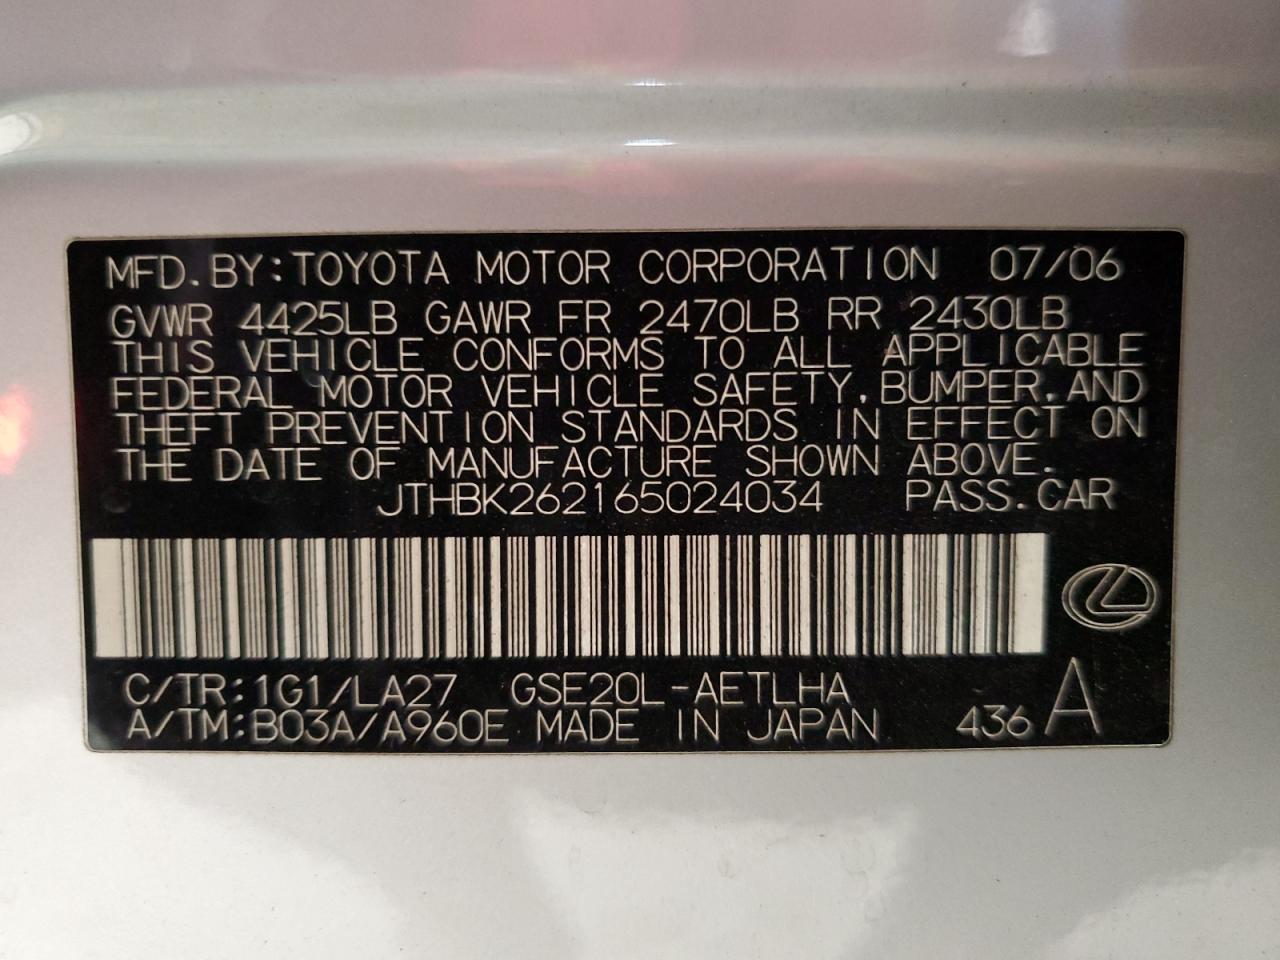 MFD. BY: TOYOTA MOTOR CORPORATION 07/06
GVWR 4425LB GAWR FR 2470LB RR 2430LB
THIS VEHICLE CONFORMS TO ALL APPLICABLE
FEDERAL MOTOR VEHICLE SAFETY, BUMPER, AND
THEFT PREVENTION STANDARDS IN EFFECT ON
THE DATE OF MANUFACTURE SHOWN ABOVE.
JTHBK262165024034 PASS. CAR
C/TR: 1G1/LA27 GSE20L-AETLHA
A/TM: B03A/A960E MADE IN JAPAN 436 A